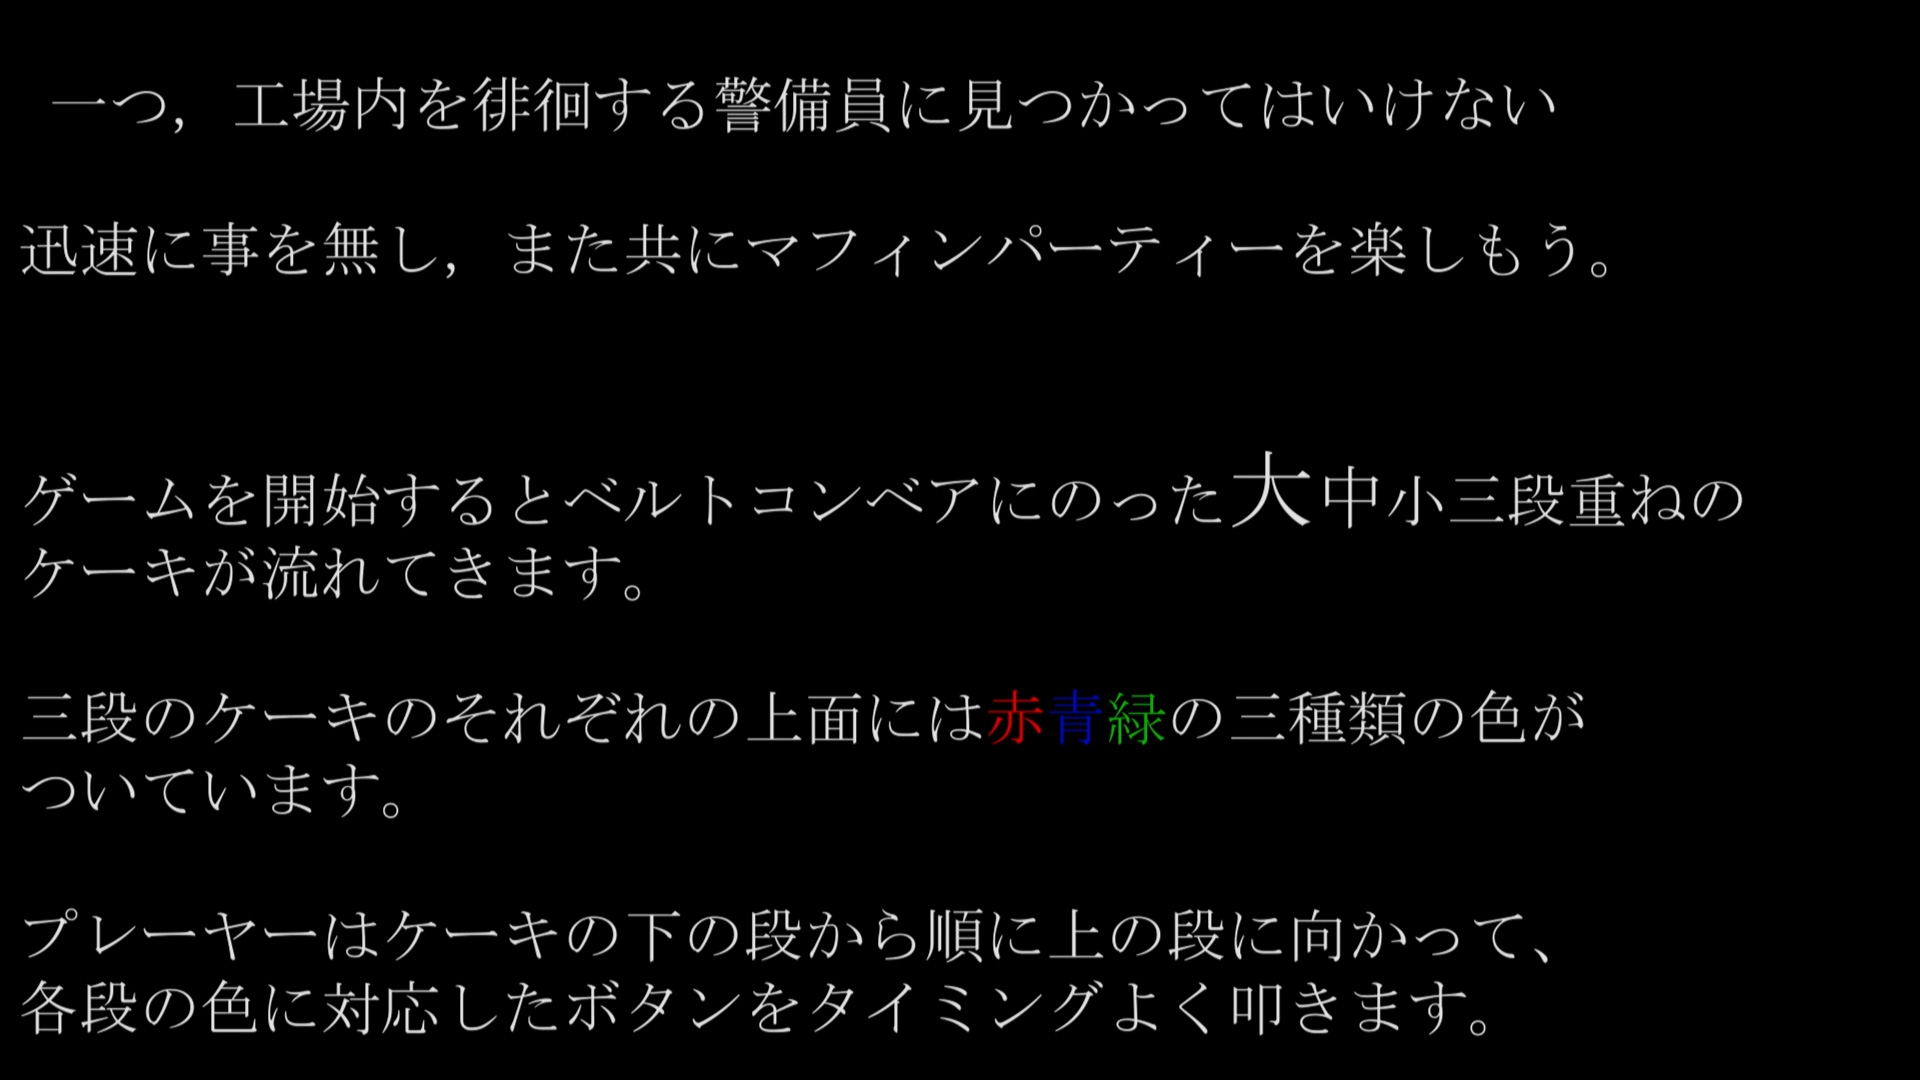 一つ，工場内を徘徊する警備員に見つかってはいけない
迅速に事を無し，また共にマフィンパーティーを楽しもう。
ゲームを開始するとベルトコンベアにのった大中小三段重ねの
ケーキが流れてきます。
三段のケーキのそれぞれの上面には赤青緑の三種類の色が
ついています。
プレーヤーはケーキの下の段から順に上の段に向かって、
各段の色に対応したボタンをタイミングよく叩きます。